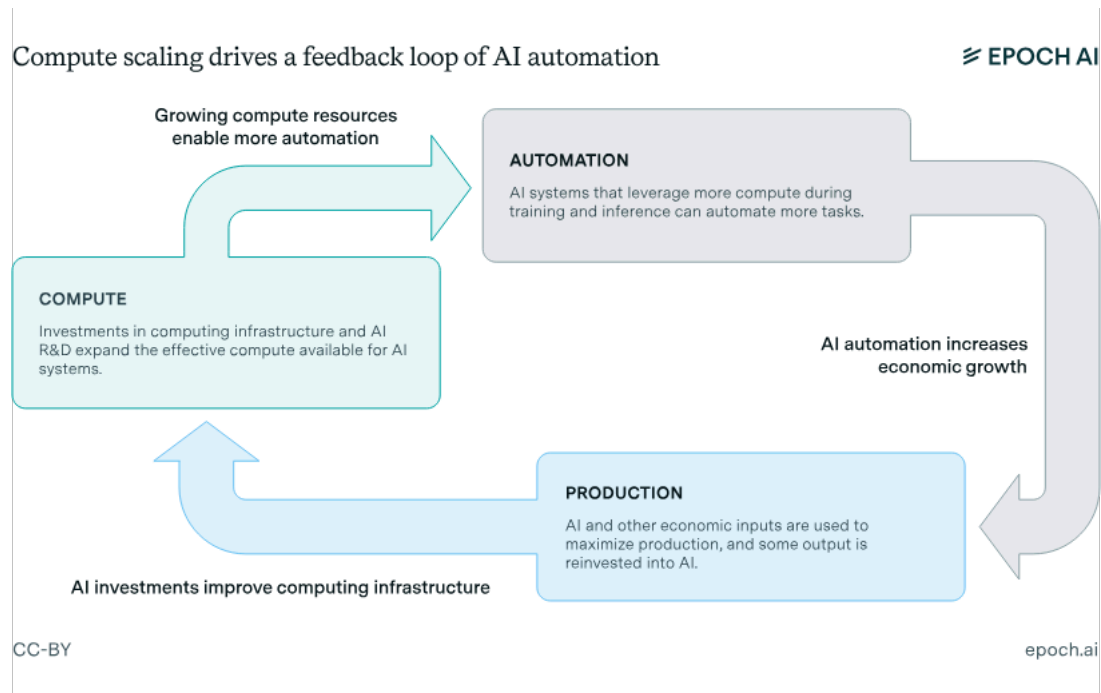 Compute scaling drives a feedback loop of AI automation
EPOCH AI
Growing compute resources
enable more automation
AUTOMATION
AI systems that leverage more compute during
training and inference can automate more tasks.
COMPUTE
Investments in computing infrastructure and AI
R&D expand the effective compute available for AI
systems.
AI automation increases
economic growth
PRODUCTION
AI and other economic inputs are used to
maximize production, and some output is
reinvested into AI.
AI investments improve computing infrastructure
CC-BY
epoch.ai